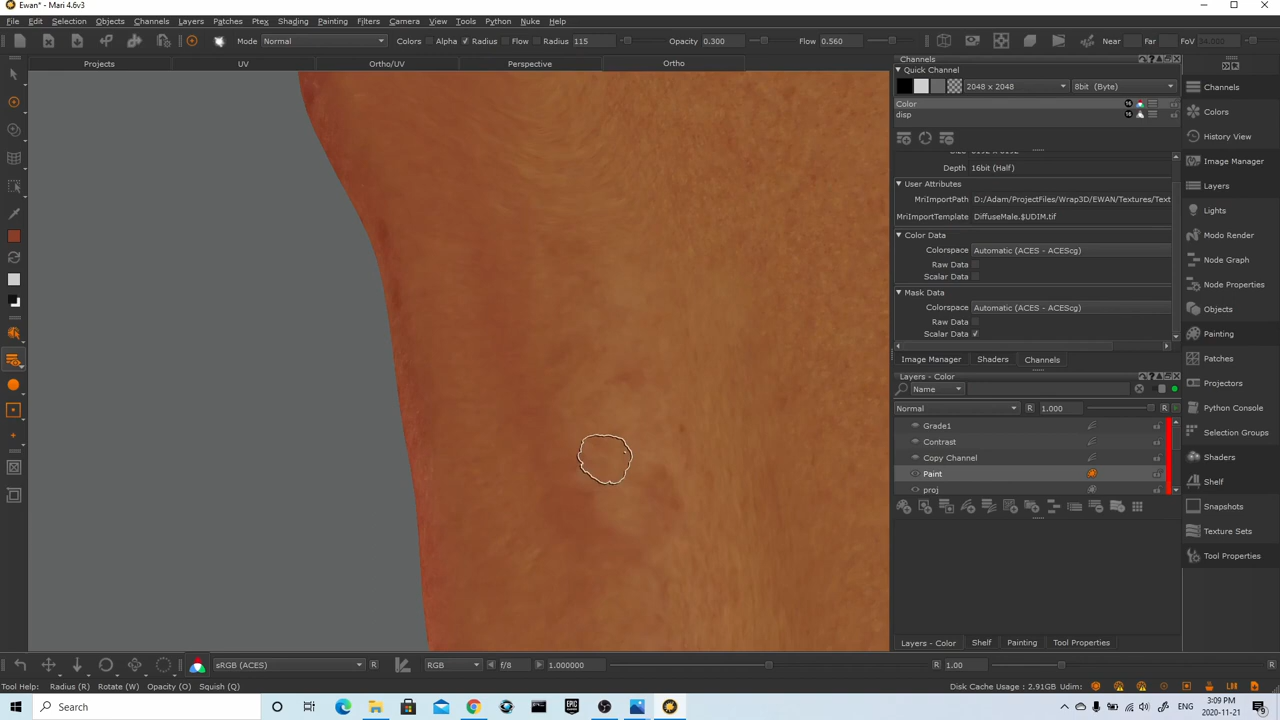 Ewan* - Mari 4.6v3
File Edit Selection Objects Channels Layers Patches Ptex Shading Painting Filters Camera View Tools Python Nuke Help
Mode Normal Colors Alpha Radius Flow Radius 115 Opacity 0.300 Flow 0.560 Near Far FoV 34.000
Projects UV Ortho/UV Perspective Ortho
Channels
Quick Channel
2048 x 2048 8bit (Byte)
Color
disp
Depth 16bit (Half)
User Attributes
MriImportPath D:/Adam/ProjectFiles/Wrap3D/EWAN/Textures/Text
MriImportTemplate DiffuseMale.$UDIM.tif
Color Data
Colorspace Automatic (ACES - ACEScg)
Raw Data
Scalar Data
Mask Data
Colorspace Automatic (ACES - ACEScg)
Raw Data
Scalar Data
Image Manager Shaders Channels
Layers - Color
Name
Normal R 1.000 R
Grade1
Contrast
Copy Channel
Paint
proj
Layers - Color Shelf Painting Tool Properties
Channels
Colors
History View
Image Manager
Layers
Lights
Modo Render
Node Graph
Node Properties
Objects
Painting
Patches
Projectors
Python Console
Selection Groups
Shaders
Shelf
Snapshots
Texture Sets
Tool Properties
sRGB (ACES) R RGB f/8 1.000000 R 1.00 R
Tool Help: Radius (R) Rotate (W) Opacity (O) Squish (Q) Disk Cache Usage : 2.91GB Udim:
Search
ENG 3:09 PM
2020-11-21